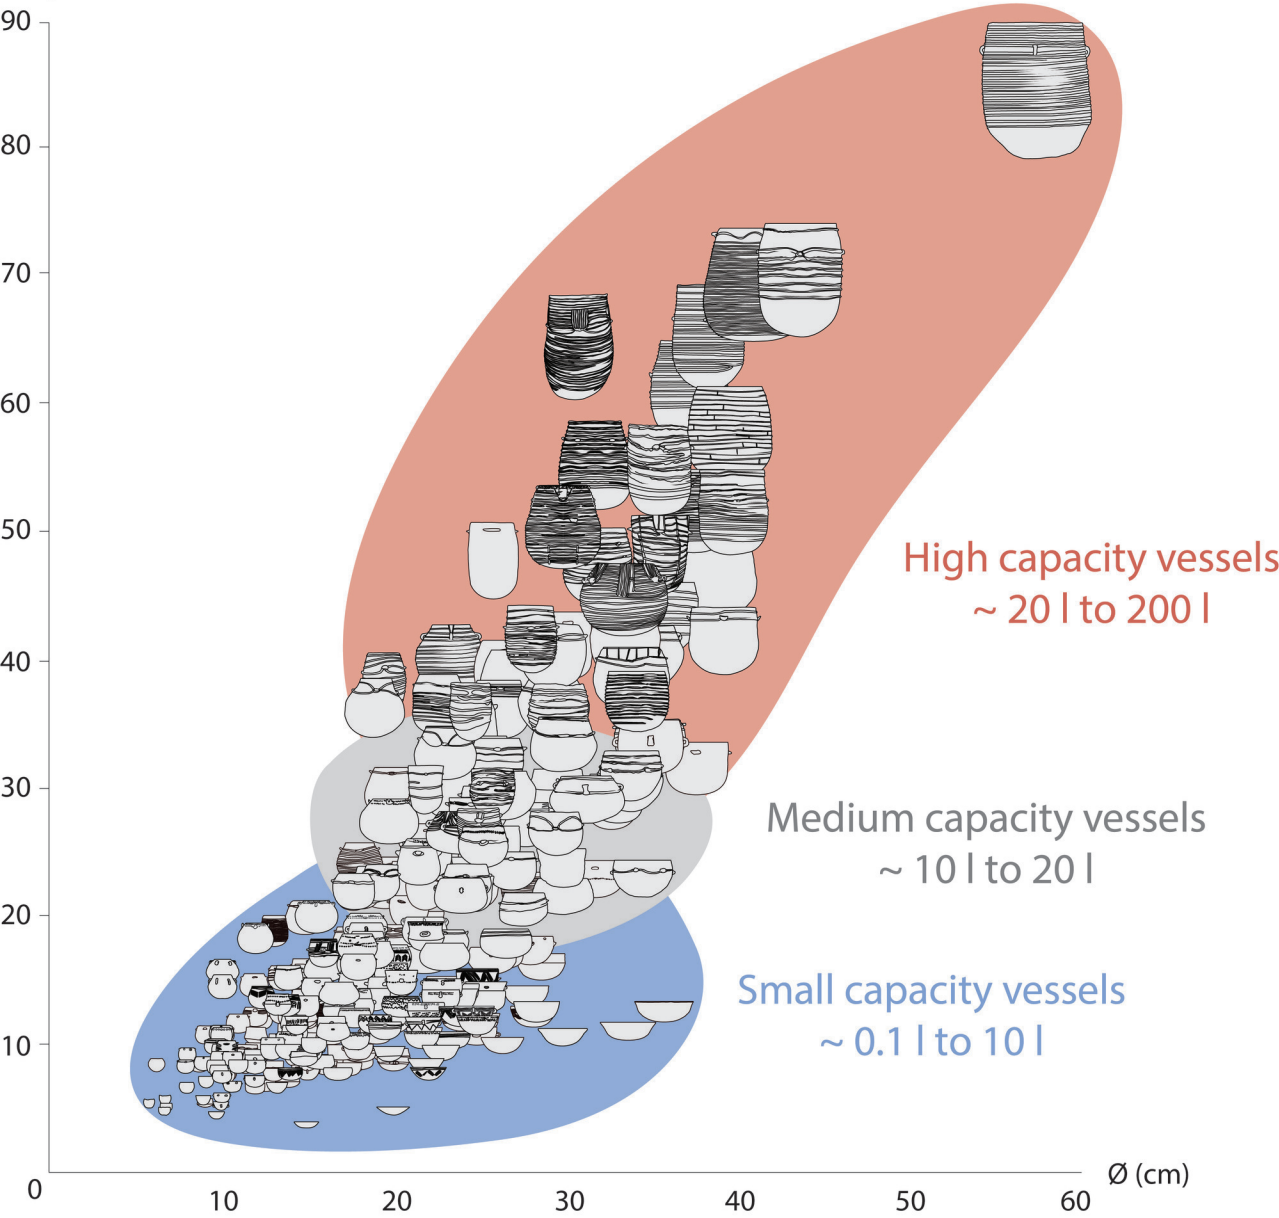 90
80
70
60
50
40
30
20
10
0
High capacity vessels
~ 20 l to 200 l
Medium capacity vessels
~ 10 l to 20 l
Small capacity vessels
~ 0.1 l to 10 l
10 20 30 40 50 60
Ø (cm)